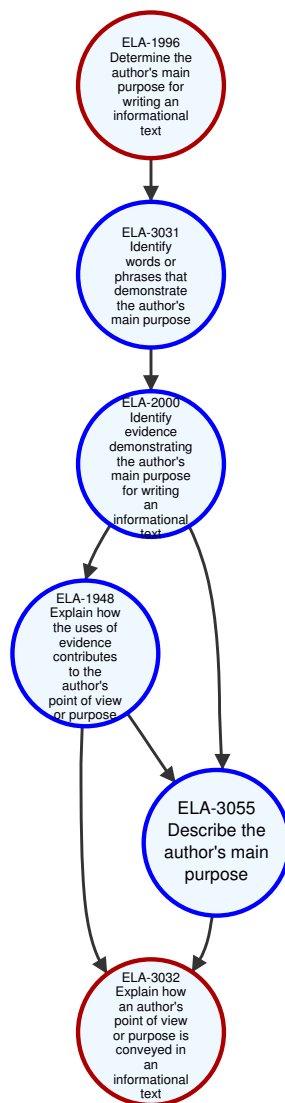 ELA-1996
Determine the
author's main
purpose for
writing an
informational
text
ELA-3031
Identify
words or
phrases that
demonstrate
the author's
main purpose
ELA-2000
Identify
evidence
demonstrating
the author's
main purpose
for writing
an
informational
text
ELA-1948
Explain how
the uses of
evidence
contributes
to the
author's
point of view
or purpose
ELA-3055
Describe the
author's main
purpose
ELA-3032
Explain how
an author's
point of view
or purpose is
conveyed in
an
informational
text